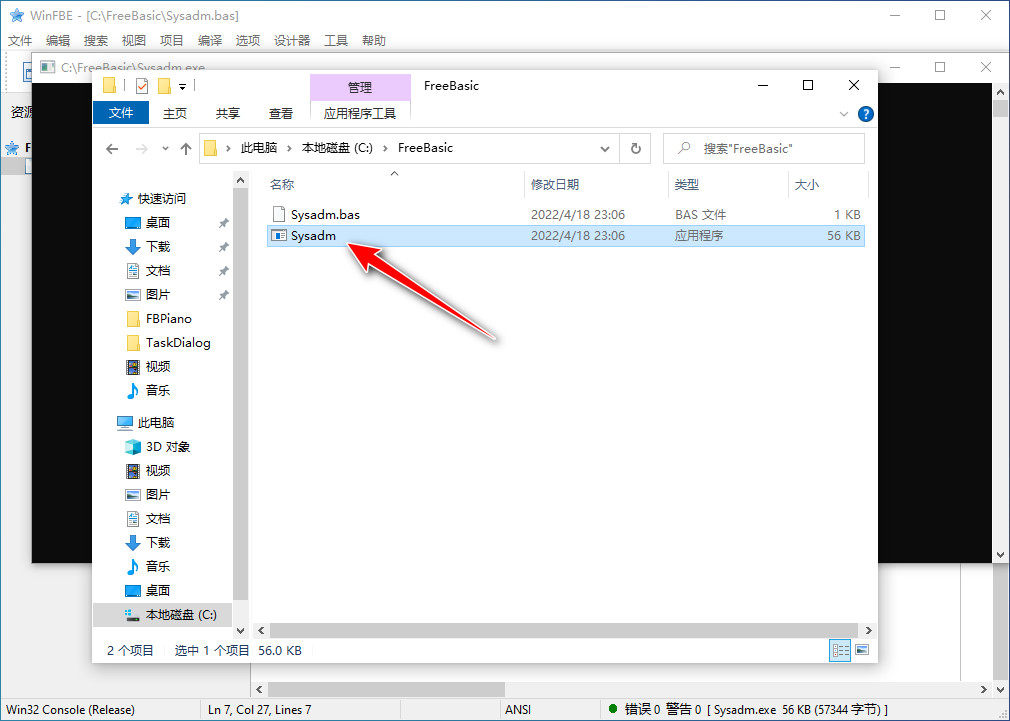 WinFBE - [C:\FreeBasic\Sysadm.bas]
文件 编辑 搜索 视图 项目 编译 选项 设计器 工具 帮助
C:\FreeBasic\Sysadm.exe
管理 FreeBasic
文件 主页 共享 查看 应用程序工具
此电脑 本地磁盘 (C:) FreeBasic 搜索"FreeBasic"
资源
F
名称 修改日期 类型 大小
Sysadm.bas 2022/4/18 23:06 BAS 文件 1 KB
Sysadm 2022/4/18 23:06 应用程序 56 KB
快速访问
桌面
下载
文档
图片
FBPiano
TaskDialog
视频
音乐
此电脑
3D 对象
视频
图片
文档
下载
音乐
桌面
本地磁盘 (C:)
2 个项目 选中 1 个项目 56.0 KB
Win32 Console (Release) Ln 7, Col 27, Lines 7 ANSI 错误 0 警告 0 [ Sysadm.exe 56 KB (57344 字节) ]